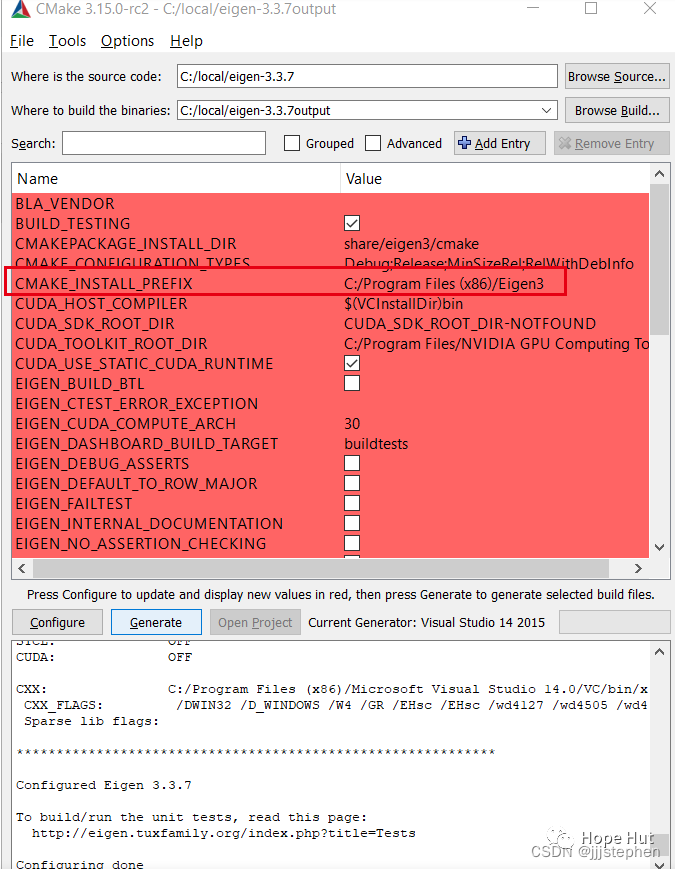 CMake 3.15.0-rc2 - C:/local/eigen-3.3.7output
File Tools Options Help
Where is the source code: C:/local/eigen-3.3.7 Browse Source...
Where to build the binaries: C:/local/eigen-3.3.7output Browse Build...
Search: Grouped Advanced Add Entry Remove Entry
Name Value
BLA_VENDOR
BUILD_TESTING
CMAKEPACKAGE_INSTALL_DIR share/eigen3/cmake
CMAKE_CONFIGURATION_TYPES Debug;Release;MinSizeRel;RelWithDebInfo
CMAKE_INSTALL_PREFIX C:/Program Files (x86)/Eigen3
CUDA_HOST_COMPILER $(VCInstallDir)bin
CUDA_SDK_ROOT_DIR CUDA_SDK_ROOT_DIR-NOTFOUND
CUDA_TOOLKIT_ROOT_DIR C:/Program Files/NVIDIA GPU Computing To
CUDA_USE_STATIC_CUDA_RUNTIME
EIGEN_BUILD_BTL
EIGEN_CTEST_ERROR_EXCEPTION
EIGEN_CUDA_COMPUTE_ARCH 30
EIGEN_DASHBOARD_BUILD_TARGET buildtests
EIGEN_DEBUG_ASSERTS
EIGEN_DEFAULT_TO_ROW_MAJOR
EIGEN_FAILTEST
EIGEN_INTERNAL_DOCUMENTATION
EIGEN_NO_ASSERTION_CHECKING
Press Configure to update and display new values in red, then press Generate to generate selected build files.
Configure Generate Open Project Current Generator: Visual Studio 14 2015
OFF
CUDA: OFF
CXX: C:/Program Files (x86)/Microsoft Visual Studio 14.0/VC/bin/x
CXX_FLAGS: /DWIN32 /D_WINDOWS /W4 /GR /EHsc /EHsc /wd4127 /wd4505 /wd4
Sparse lib flags:
************************************************************
Configured Eigen 3.3.7
To build/run the unit tests, read this page:
http://eigen.tuxfamily.org/index.php?title=Tests
Configuring done
Hope Hut
CSDN @jjjstephen